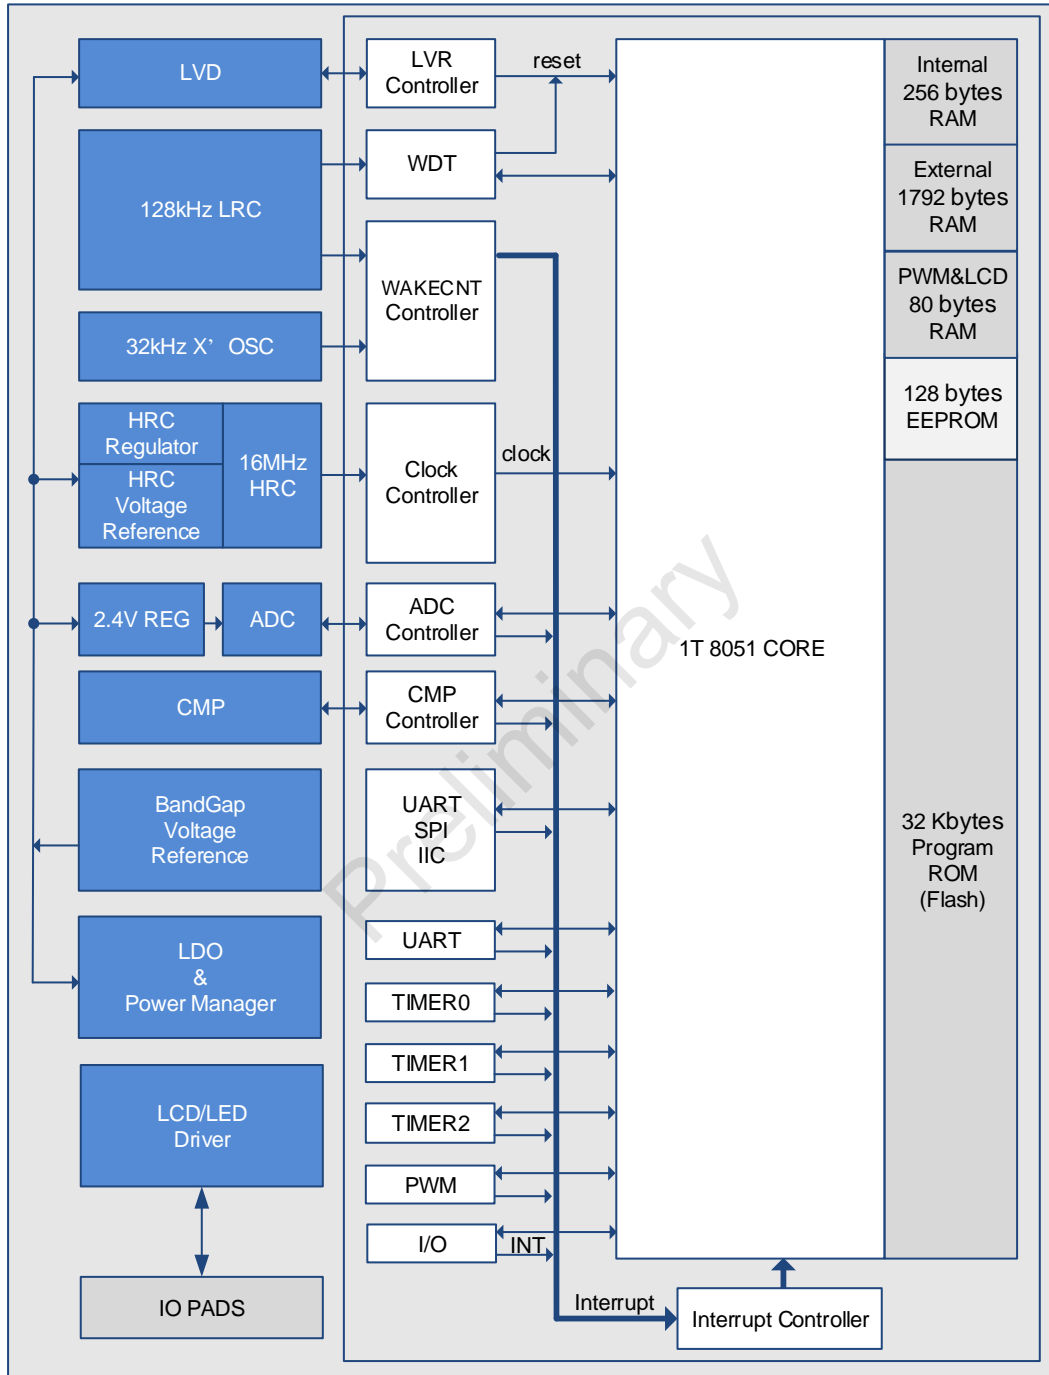 LVD
LVR
Controller
reset
Internal
256 bytes
RAM
WDT
128kHz LRC
External
1792 bytes
RAM
WAKECNT
Controller
PWM&LCD
80 bytes
RAM
32kHz X’ OSC
128 bytes
EEPROM
HRC
Regulator
HRC
Voltage
Reference
16MHz
HRC
Clock
Controller
clock
2.4V REG
ADC
ADC
Controller
1T 8051 CORE
CMP
CMP
Controller
BandGap
Voltage
Reference
UART
SPI
IIC
32 Kbytes
Program
ROM
(Flash)
UART
LDO
&
Power Manager
TIMER0
TIMER1
LCD/LED
Driver
TIMER2
PWM
I/O
INT
IO PADS
Interrupt
Interrupt Controller
Preliminary